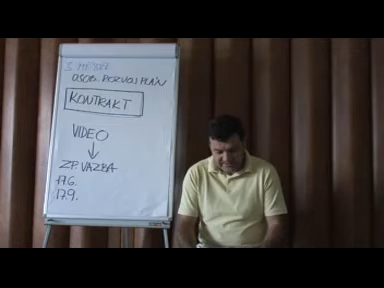 OSOB. ROZVOJ PLÁN
KONTRAKT
VIDEO
ZP. VAZBA
17.6.
17.9.